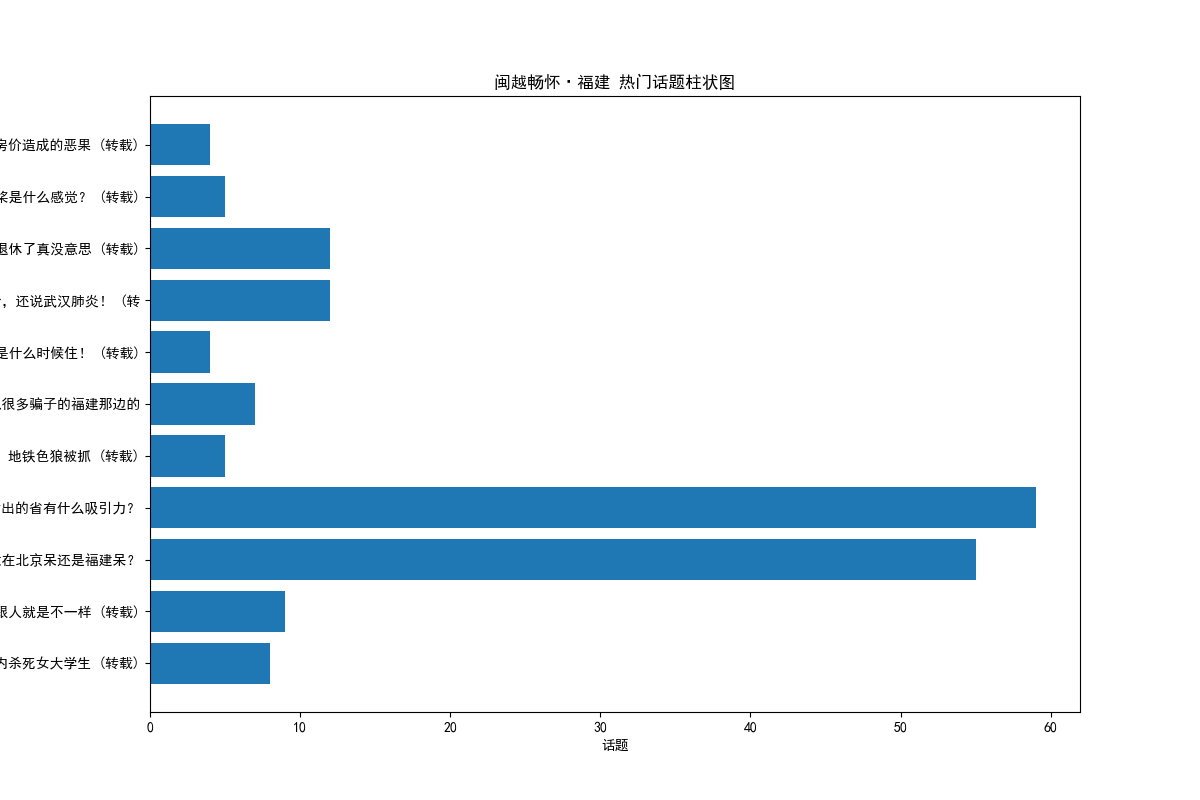 闽越畅怀·福建 热门话题柱状图
房价造成的恶果（转载）
桨是什么感觉？（转载）
退休了真没意思（转载）
，还说武汉肺炎！（转
是什么时候住！（转载）
很多骗子的福建那边的
地铁色狼被抓（转载）
出的省有什么吸引力？
在北京呆还是福建呆？
跟人就是不一样（转载）
内杀死女大学生（转载）
0 10 20 30 40 50 60
话题